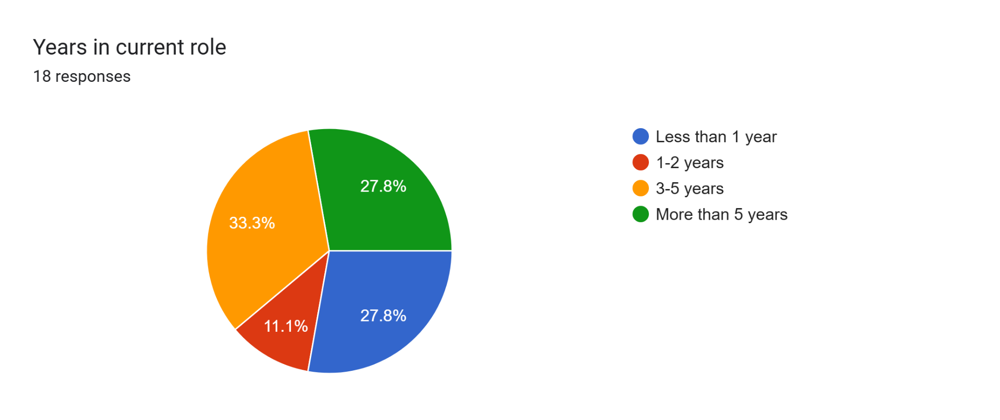 Years in current role
18 responses
27.8%
33.3%
11.1%
27.8%
Less than 1 year
1-2 years
3-5 years
More than 5 years